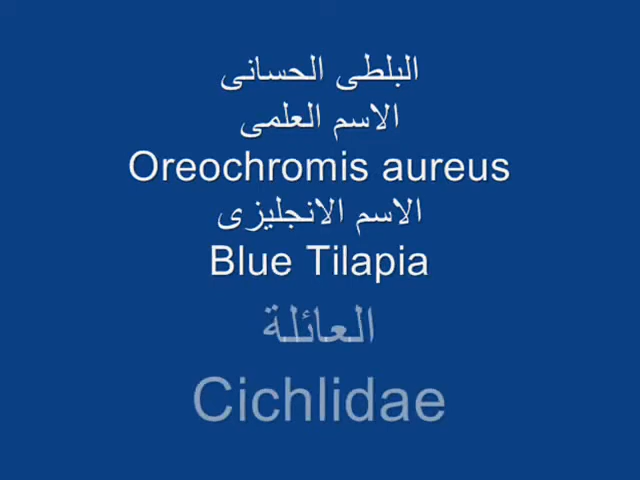 البلطى الحسانى
الاسم العلمى
Oreochromis aureus
الاسم الانجليزى
Blue Tilapia
العائلة
Cichlidae